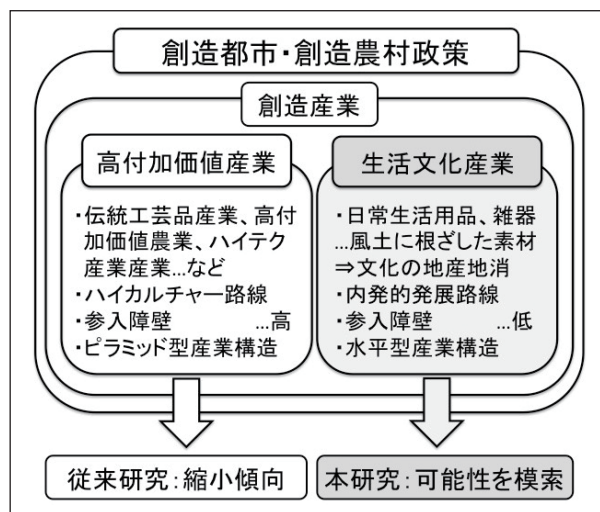 創造都市・創造農村政策
創造産業
高付加価値産業
・伝統工芸品産業、高付
加価値農業、ハイテク
産業産業…など
・ハイカルチャー路線
・参入障壁 …高
・ピラミッド型産業構造
生活文化産業
・日常生活用品、雑器
…風土に根ざした素材
⇒文化の地産地消
・内発的発展路線
・参入障壁 …低
・水平型産業構造
従来研究：縮小傾向
本研究：可能性を模索